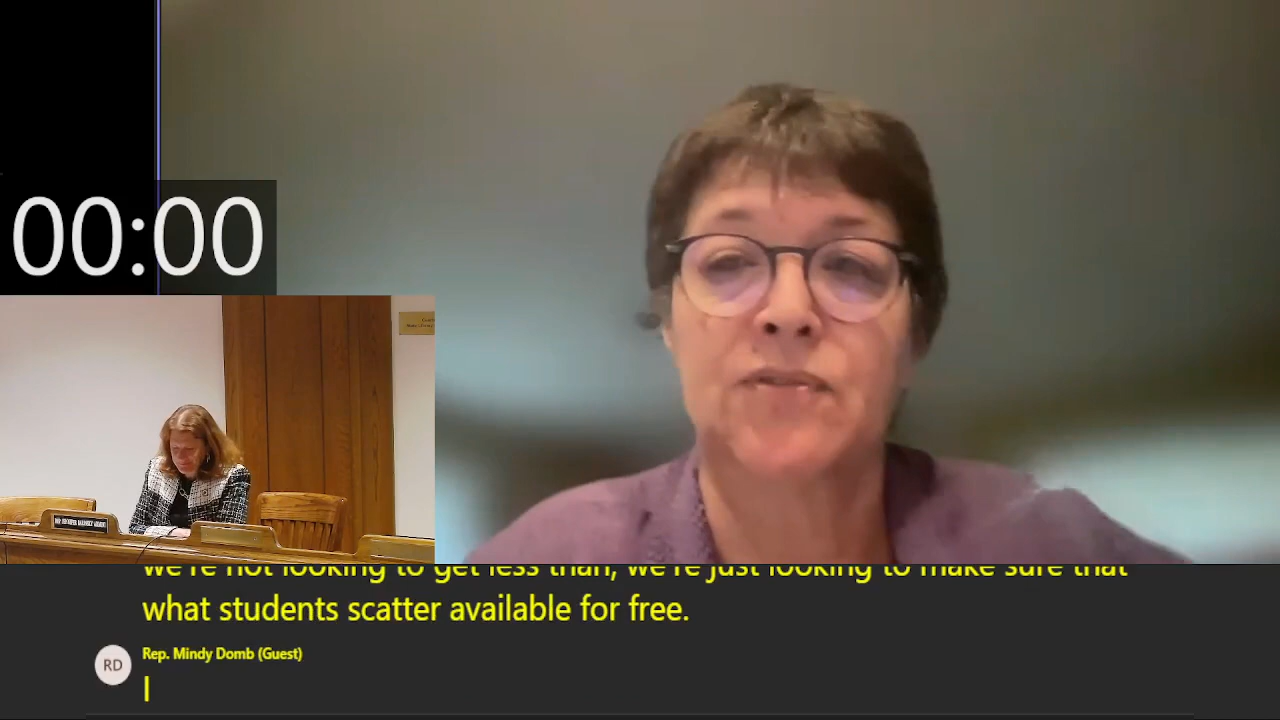 00:00
we're not looking to get less than, we're just looking to make sure that
what students scatter available for free.
RD
Rep. Mindy Domb (Guest)
I